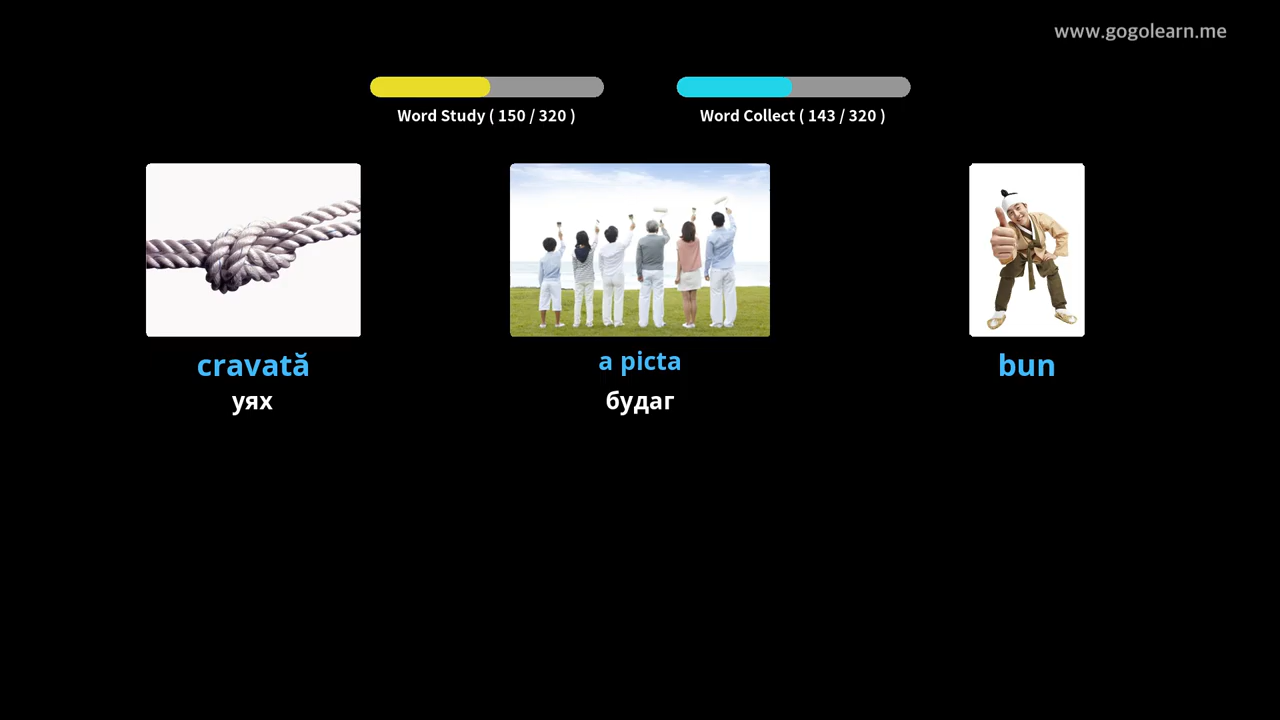 www.gogolearn.me
Word Study ( 150 / 320 )
Word Collect ( 143 / 320 )
cravată
уях
a picta
будаг
bun